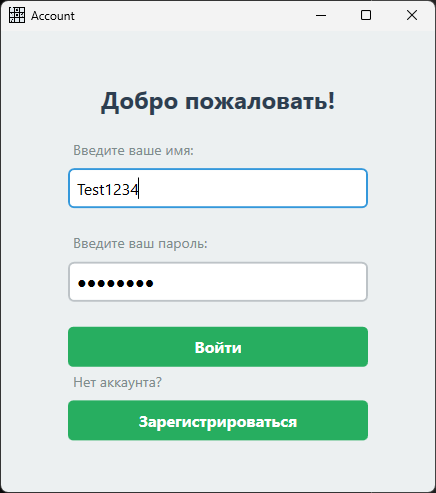 Account
Добро пожаловать!
Введите ваше имя:
Test1234
Введите ваш пароль:
●●●●●●●●
Войти
Нет аккаунта?
Зарегистрироваться